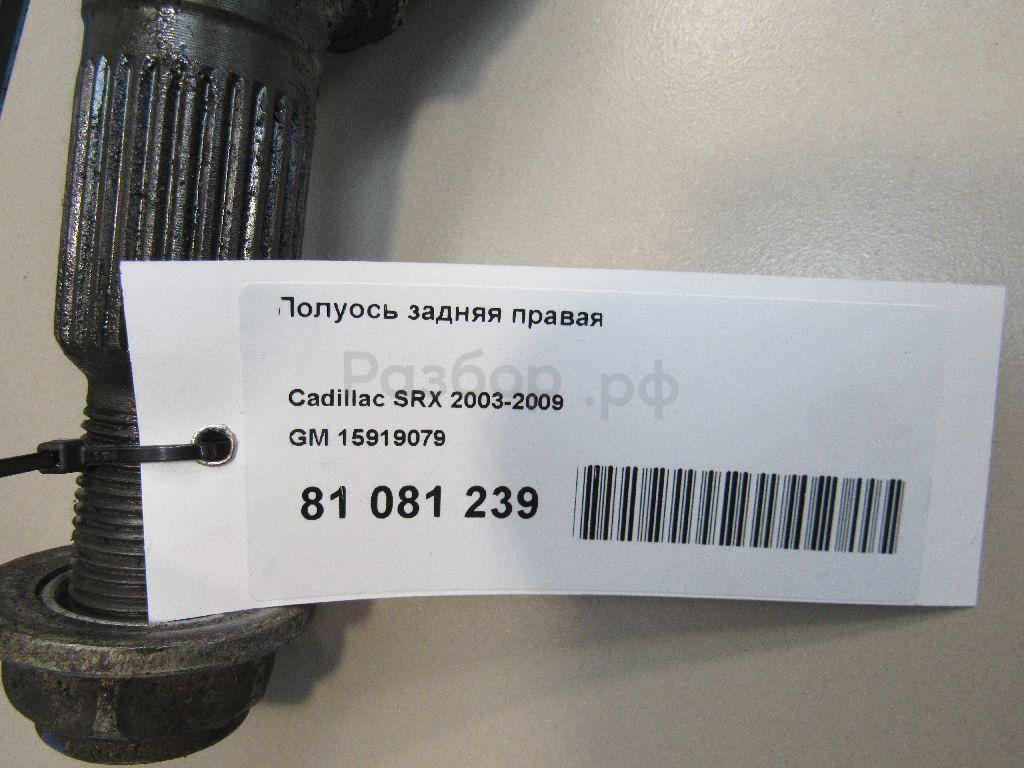 Полуось задняя правая
Разбор.рф
Cadillac SRX 2003-2009
GM 15919079
81 081 239